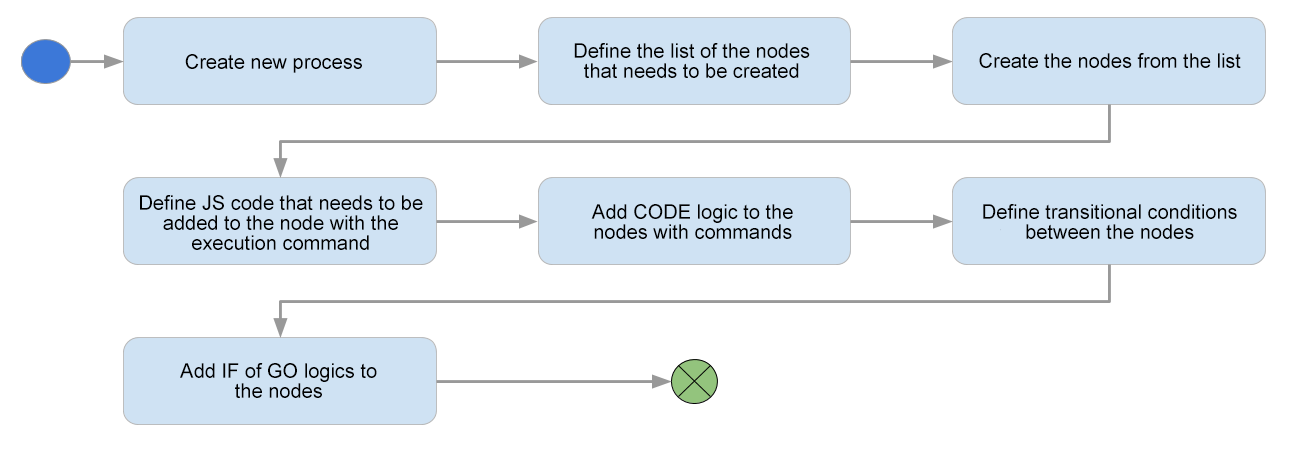 Create new process
Define the list of the nodes
that needs to be created
Create the nodes from the list
Define JS code that needs to be
added to the node with the
execution command
Add CODE logic to the
nodes with commands
Define transitional conditions
between the nodes
Add IF of GO logics to
the nodes